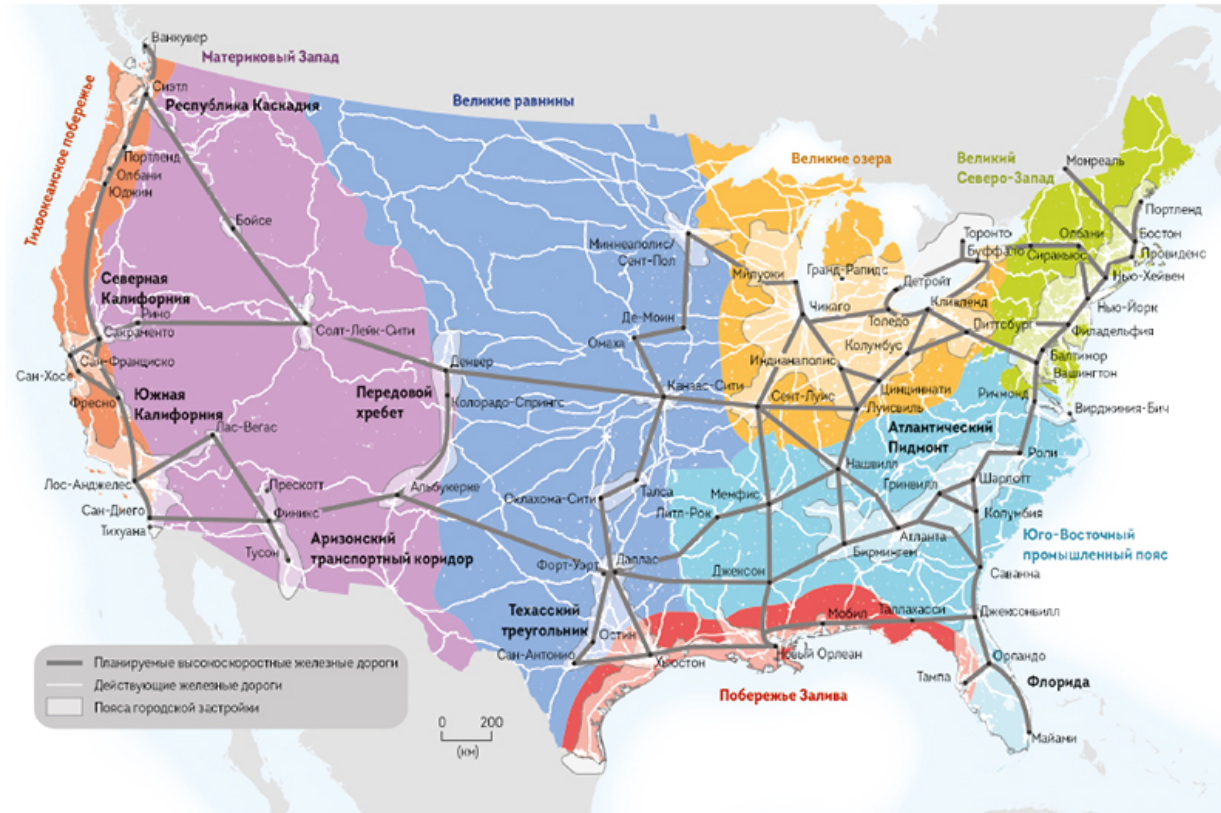 Ванкувер
Материковый Запад
Сиэтл
Республика Каскадия
Великие равнины
Тихоокеанское побережье
Портленд
Олбани
Юджин
Бойсе
Северная
Калифорния
Рино
Сакраменто
Солт-Лейк-Сити
Сан-Франциско
Сан-Хосе
Фресно
Южная
Калифорния
Лас-Вегас
Лос-Анджелес
Прескотт
Сан-Диего
Тихуана
Финикс
Тусон
Аризонский
транспортный коридор
Передовой
хребет
Денвер
Колорадо-Спрингс
Альбукерке
Великие озера
Миннеаполис/
Сент-Пол
Милуоки
Гранд-Рапидс
Детройт
Чикаго
Толедо
Кливленд
Де-Мойн
Омаха
Индианаполис
Колумбус
Питтсбург
Канзас-Сити
Сент-Луис
Цинциннати
Луисвиль
Великий
Северо-Запад
Монреаль
Портленд
Торонто
Буффало
Олбани
Бостон
Сиракьюс
Провиденс
Нью-Хейвен
Нью-Йорк
Филадельфия
Балтимор
Вашингтон
Ричмонд
Вирджиния-Бич
Атлантический
Пидмонт
Роли
Нашвилл
Гринвилл
Шарлотт
Колумбия
Оклахома-Сити
Талса
Мемфис
Литл-Рок
Атланта
Бирмингем
Юго-Восточный
промышленный пояс
Саванна
Форт-Уэрт
Даллас
Джексон
Техасский
треугольник
Остин
Сан-Антонио
Хьюстон
Мобил
Таллахасси
Джексонвилл
Новый Орлеан
Орландо
Тампа
Флорида
Майами
Побережье Залива
Планируемые высокоскоростные железные дороги
Действующие железные дороги
Пояса городской застройки
0 200
(км)